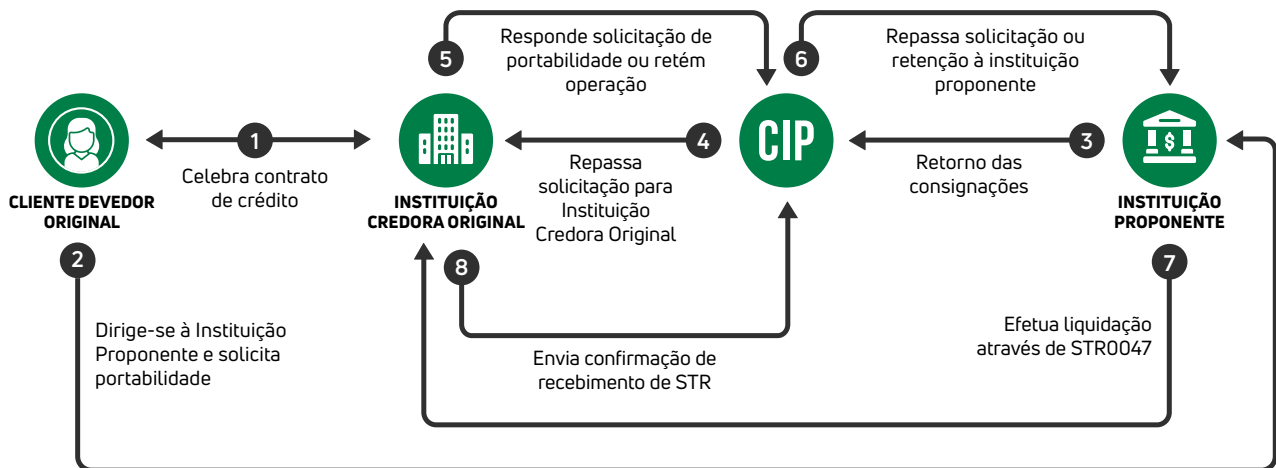 5
Responde solicitação de
portabilidade ou retém
operação
6
Repassa solicitação ou
retenção à instituição
proponente
1
Celebra contrato
de crédito
4
Repassa
solicitação para
Instituição
Credora Original
CIP
3
Retorno das
consignações
$
CLIENTE DEVEDOR
ORIGINAL
INSTITUIÇÃO
CREDORA ORIGINAL
INSTITUIÇÃO
PROPONENTE
2
Dirige-se à Instituição
Proponente e solicita
portabilidade
8
Envia confirmação de
recebimento de STR
7
Efetua liquidação
através de STR0047